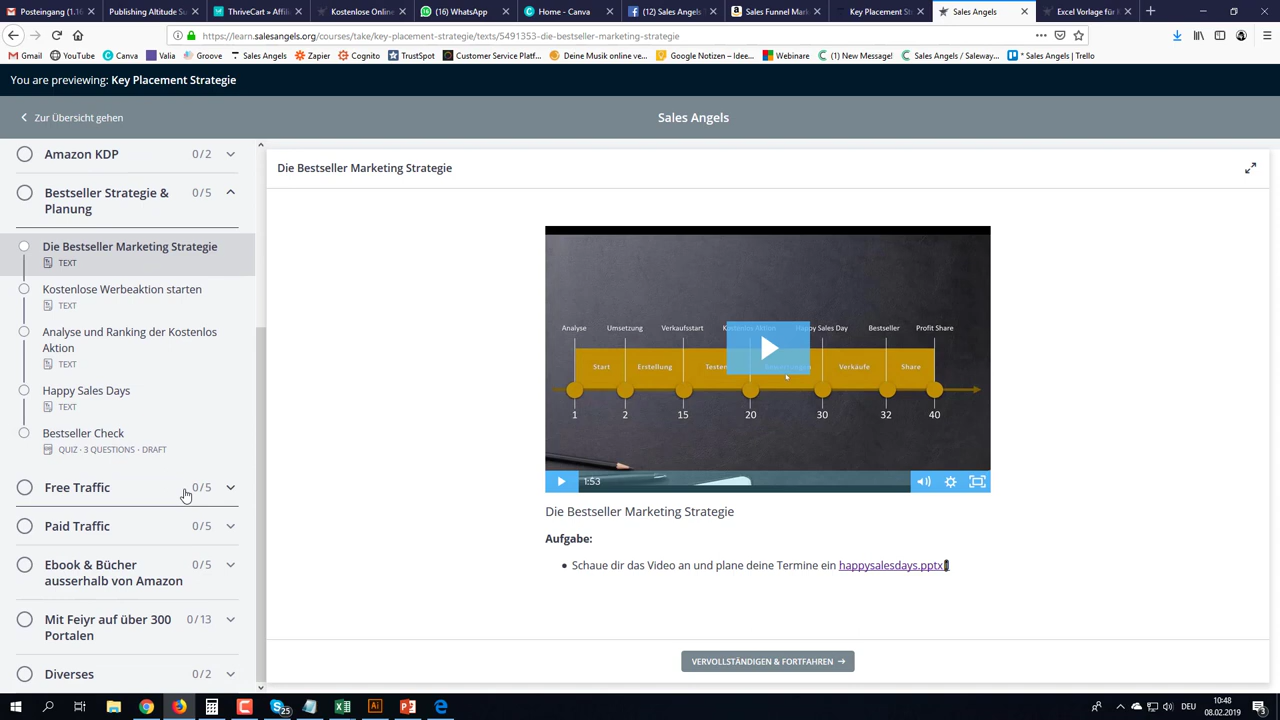 Posteingang (1.16
Publishing Altitude Su
ThriveCart » Affili
Kostenlose Onlin
(16) WhatsApp
Home - Canva
(12) Sales Angels
Sales Funnel Mark
Key Placement Str
Sales Angels
Excel Vorlage für K
https://learn.salesangels.org/courses/take/key-placement-strategie/texts/5491353-die-bestseller-marketing-strategie
Gmail
YouTube
Canva
Valia
Groove
Sales Angels
Zapier
Cognito
TrustSpot
Customer Service Platf...
Deine Musik online ve...
Google Notizen – Idee...
Webinare
(1) New Message!
Sales Angels / Saleway...
* Sales Angels | Trello
You are previewing: Key Placement Strategie
Zur Übersicht gehen
Sales Angels
Amazon KDP 0/2
Bestseller Strategie & 0/5
Planung
Die Bestseller Marketing Strategie
TEXT
Kostenlose Werbeaktion starten
TEXT
Analyse und Ranking der Kostenlos
Aktion
TEXT
Happy Sales Days
TEXT
Bestseller Check
QUIZ · 3 QUESTIONS · DRAFT
Free Traffic 0/5
Paid Traffic 0/5
Ebook & Bücher 0/5
ausserhalb von Amazon
Mit Feiyr auf über 300 0/13
Portalen
Diverses 0/2
Die Bestseller Marketing Strategie
Analyse Umsetzung Verkaufsstart Kostenlos Aktion Happy Sales Day Bestseller Profit Share
Start Erstellung Testen Verkäufe Share
1 2 15 20 30 32 40
1:53
Die Bestseller Marketing Strategie
Aufgabe:
• Schaue dir das Video an und plane deine Termine ein happysalesdays.pptx
VERVOLLSTÄNDIGEN & FORTFAHREN →
25
DEU
10:48
08.02.2019
3